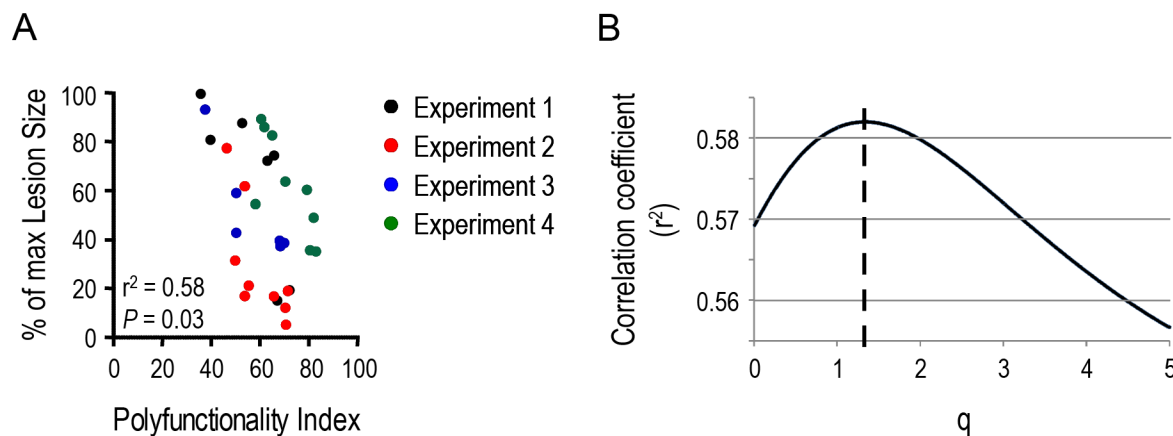 A
% of max Lesion Size
100
80
60
40
20
0
r² = 0.58
P = 0.03
0 20 40 60 80 100
Polyfunctionality Index
Experiment 1
Experiment 2
Experiment 3
Experiment 4
B
Correlation coefficient
(r²)
0.58
0.57
0.56
0 1 2 3 4 5
q